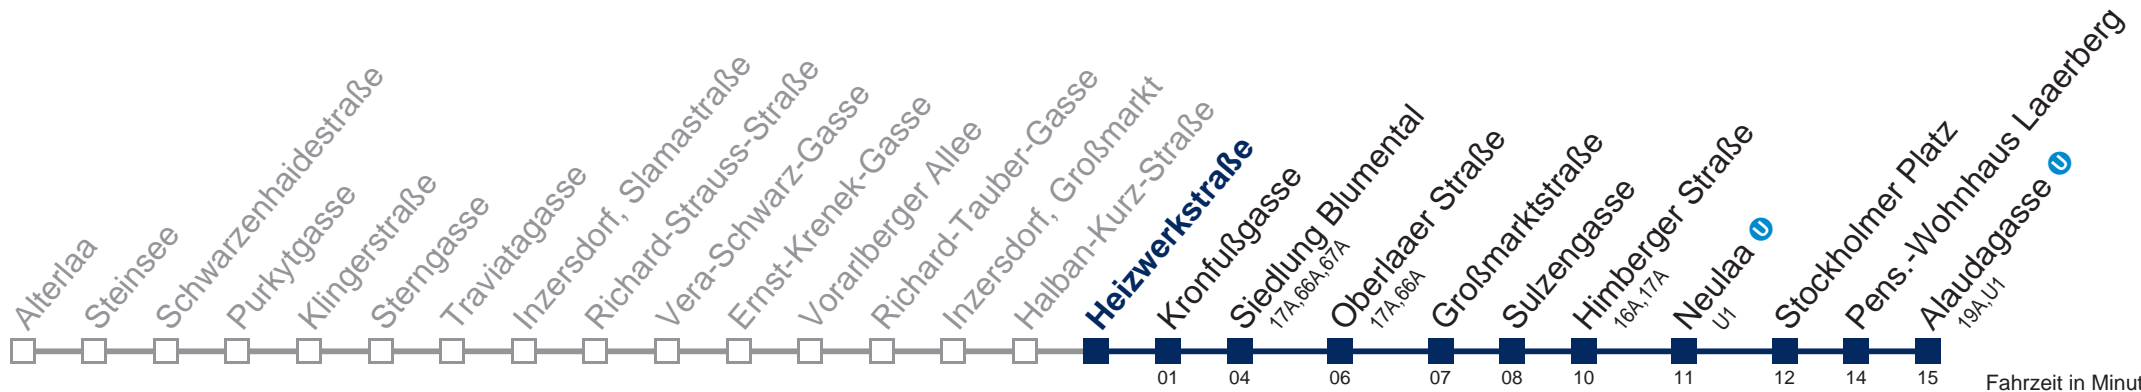 Alterlaa
Steinsee
Schwarzenhaidestraße
Purkytgasse
Klingerstraße
Sterngasse
Traviatagasse
Inzersdorf, Slamastraße
Richard-Strauss-Straße
Vera-Schwarz-Gasse
Ernst-Krenek-Gasse
Vorarlberger Allee
Richard-Tauber-Gasse
Inzersdorf, Großmarkt
Halban-Kurz-Straße
Heizwerkstraße
Kronfußgasse
Siedlung Blumental
17A,66A,67A
Oberlaaer Straße
17A,66A
Großmarktstraße
Sulzengasse
Himberger Straße
16A,17A
Neulaa U
U1
Stockholmer Platz
Pens.-Wohnhaus Laaerberg
Alaudagasse U
19A,U1
01 04 06 07 08 10 11 12 14 15
Fahrzeit in Minut